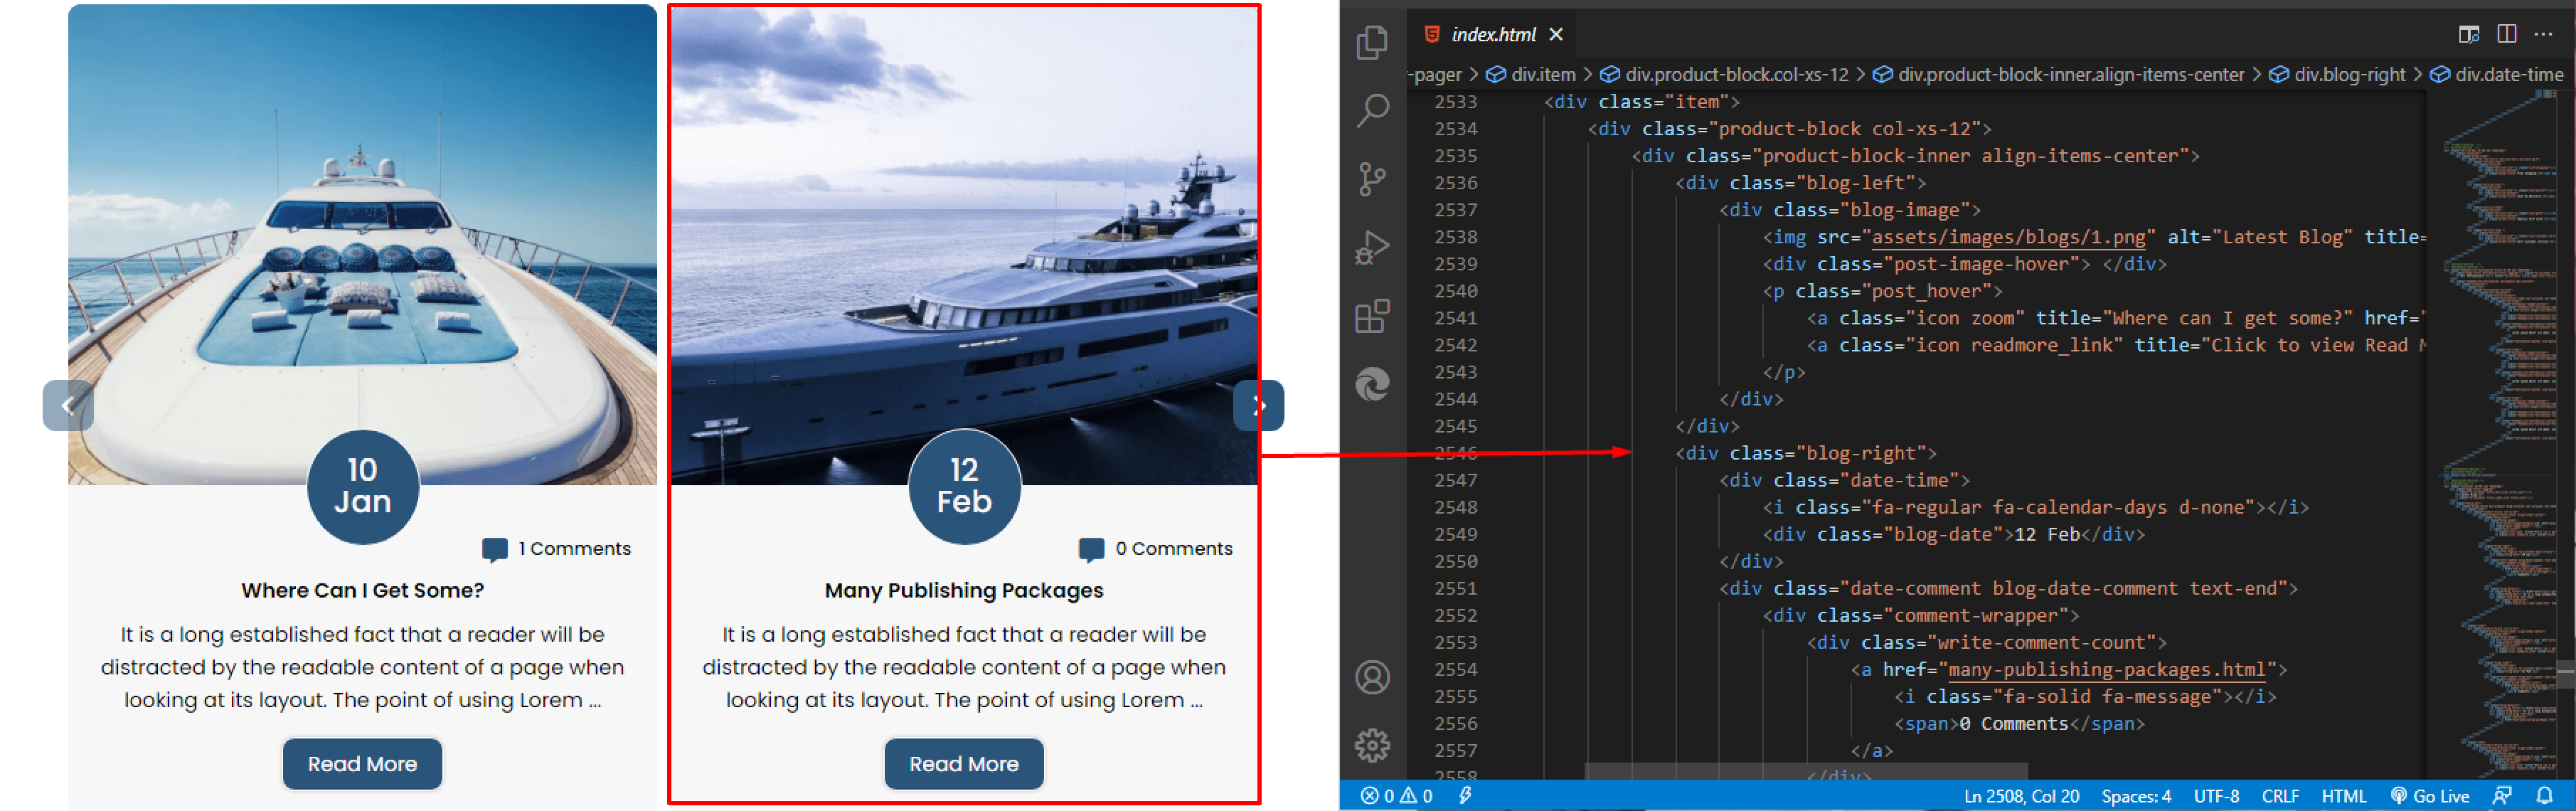 10
Jan
1 Comments
Where Can I Get Some?
It is a long established fact that a reader will be
distracted by the readable content of a page when
looking at its layout. The point of using Lorem ...
Read More
12
Feb
0 Comments
Many Publishing Packages
It is a long established fact that a reader will be
distracted by the readable content of a page when
looking at its layout. The point of using Lorem ...
Read More
index.html
r-pager > div.item > div.product-block.col-xs-12 > div.product-block-inner.align-items-center > div.blog-right > div.date-time
2533 <div class="item">
2534 <div class="product-block col-xs-12">
2535 <div class="product-block-inner align-items-center">
2536 <div class="blog-left">
2537 <div class="blog-image">
2538 <img src="assets/images/blogs/1.png" alt="Latest Blog" title=
2539 <div class="post-image-hover"> </div>
2540 <p class="post_hover">
2541 <a class="icon zoom" title="Where can I get some?" href="
2542 <a class="icon readmore_link" title="Click to view Read M
2543 </p>
2544 </div>
2545 </div>
2546 <div class="blog-right">
2547 <div class="date-time">
2548 <i class="fa-regular fa-calendar-days d-none"></i>
2549 <div class="blog-date">12 Feb</div>
2550 </div>
2551 <div class="date-comment blog-date-comment text-end">
2552 <div class="comment-wrapper">
2553 <div class="write-comment-count">
2554 <a href="many-publishing-packages.html">
2555 <i class="fa-solid fa-message"></i>
2556 <span>0 Comments</span>
2557 </a>
2558 </div>
0 0 Ln 2508, Col 20 Spaces: 4 UTF-8 CRLF HTML Go Live